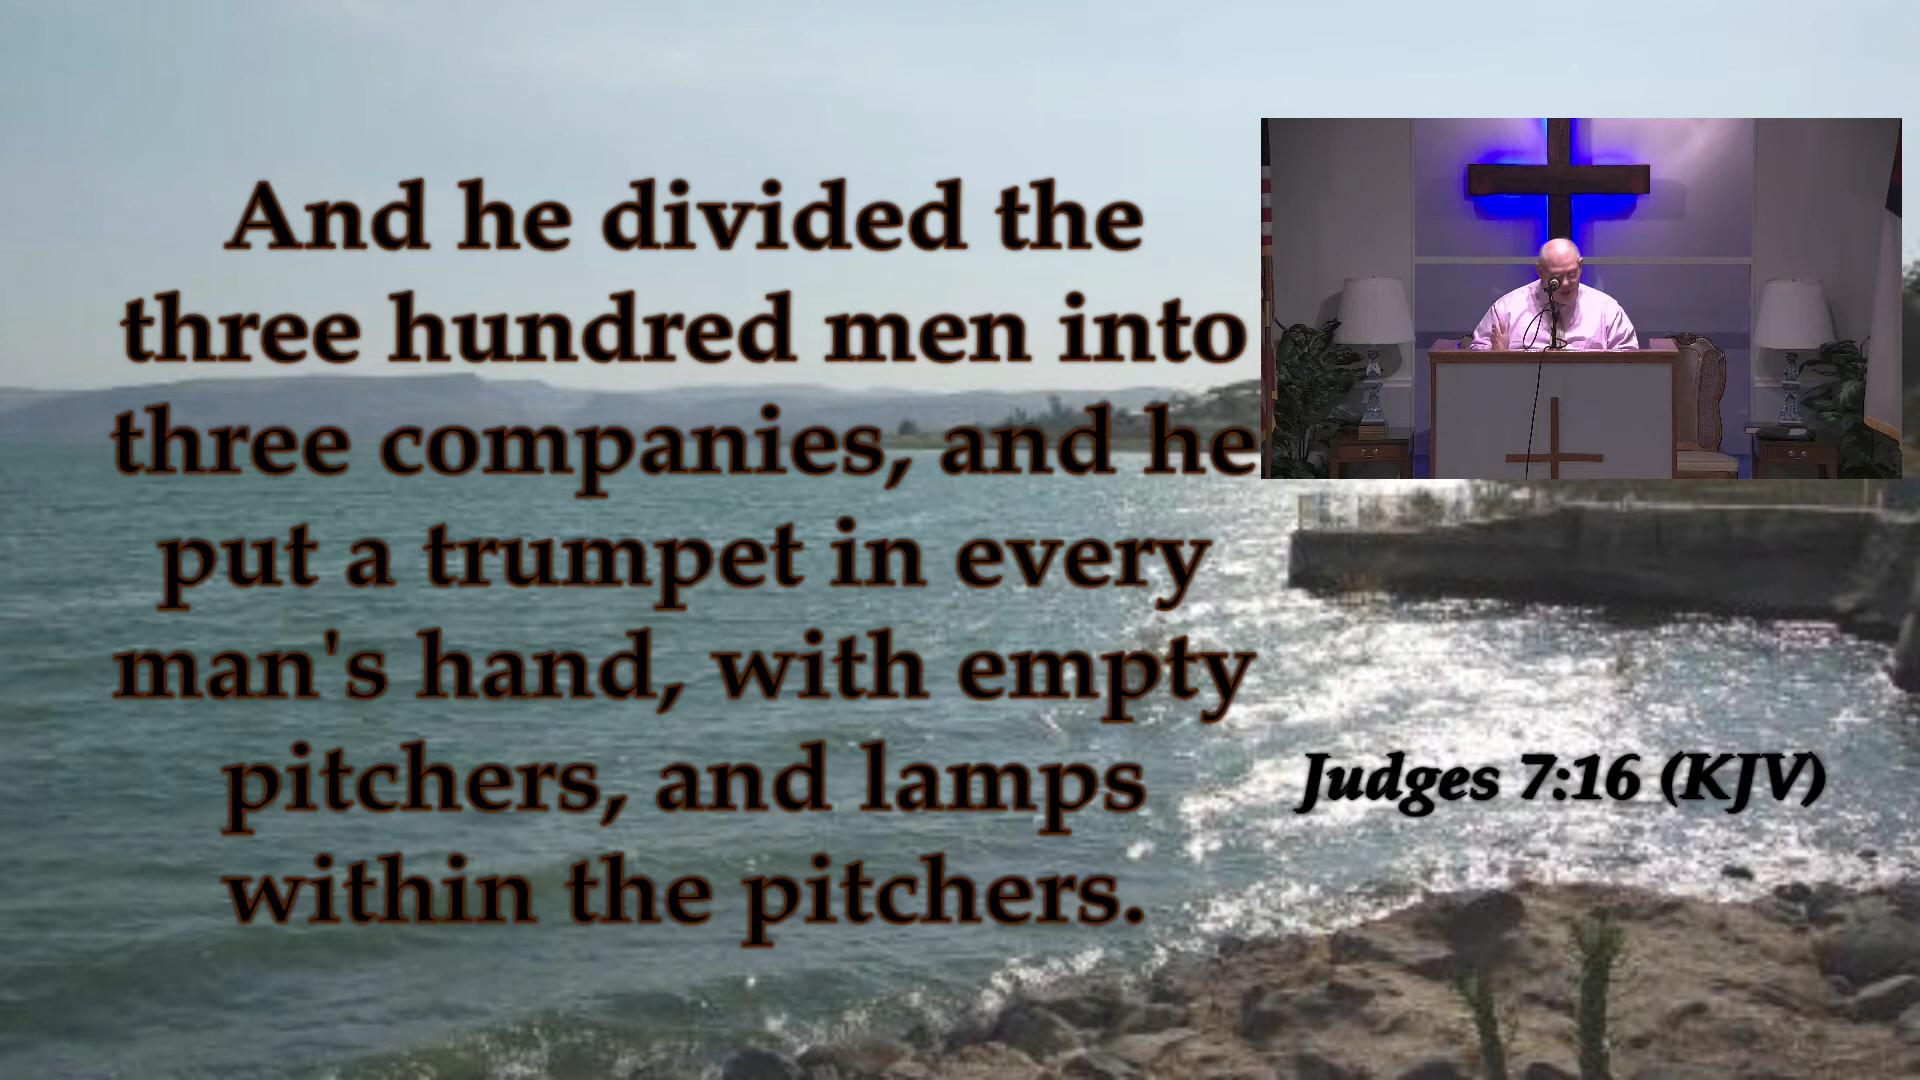 And he divided the
three hundred men into
three companies, and he
put a trumpet in every
man's hand, with empty
pitchers, and lamps
within the pitchers.
Judges 7:16 (KJV)